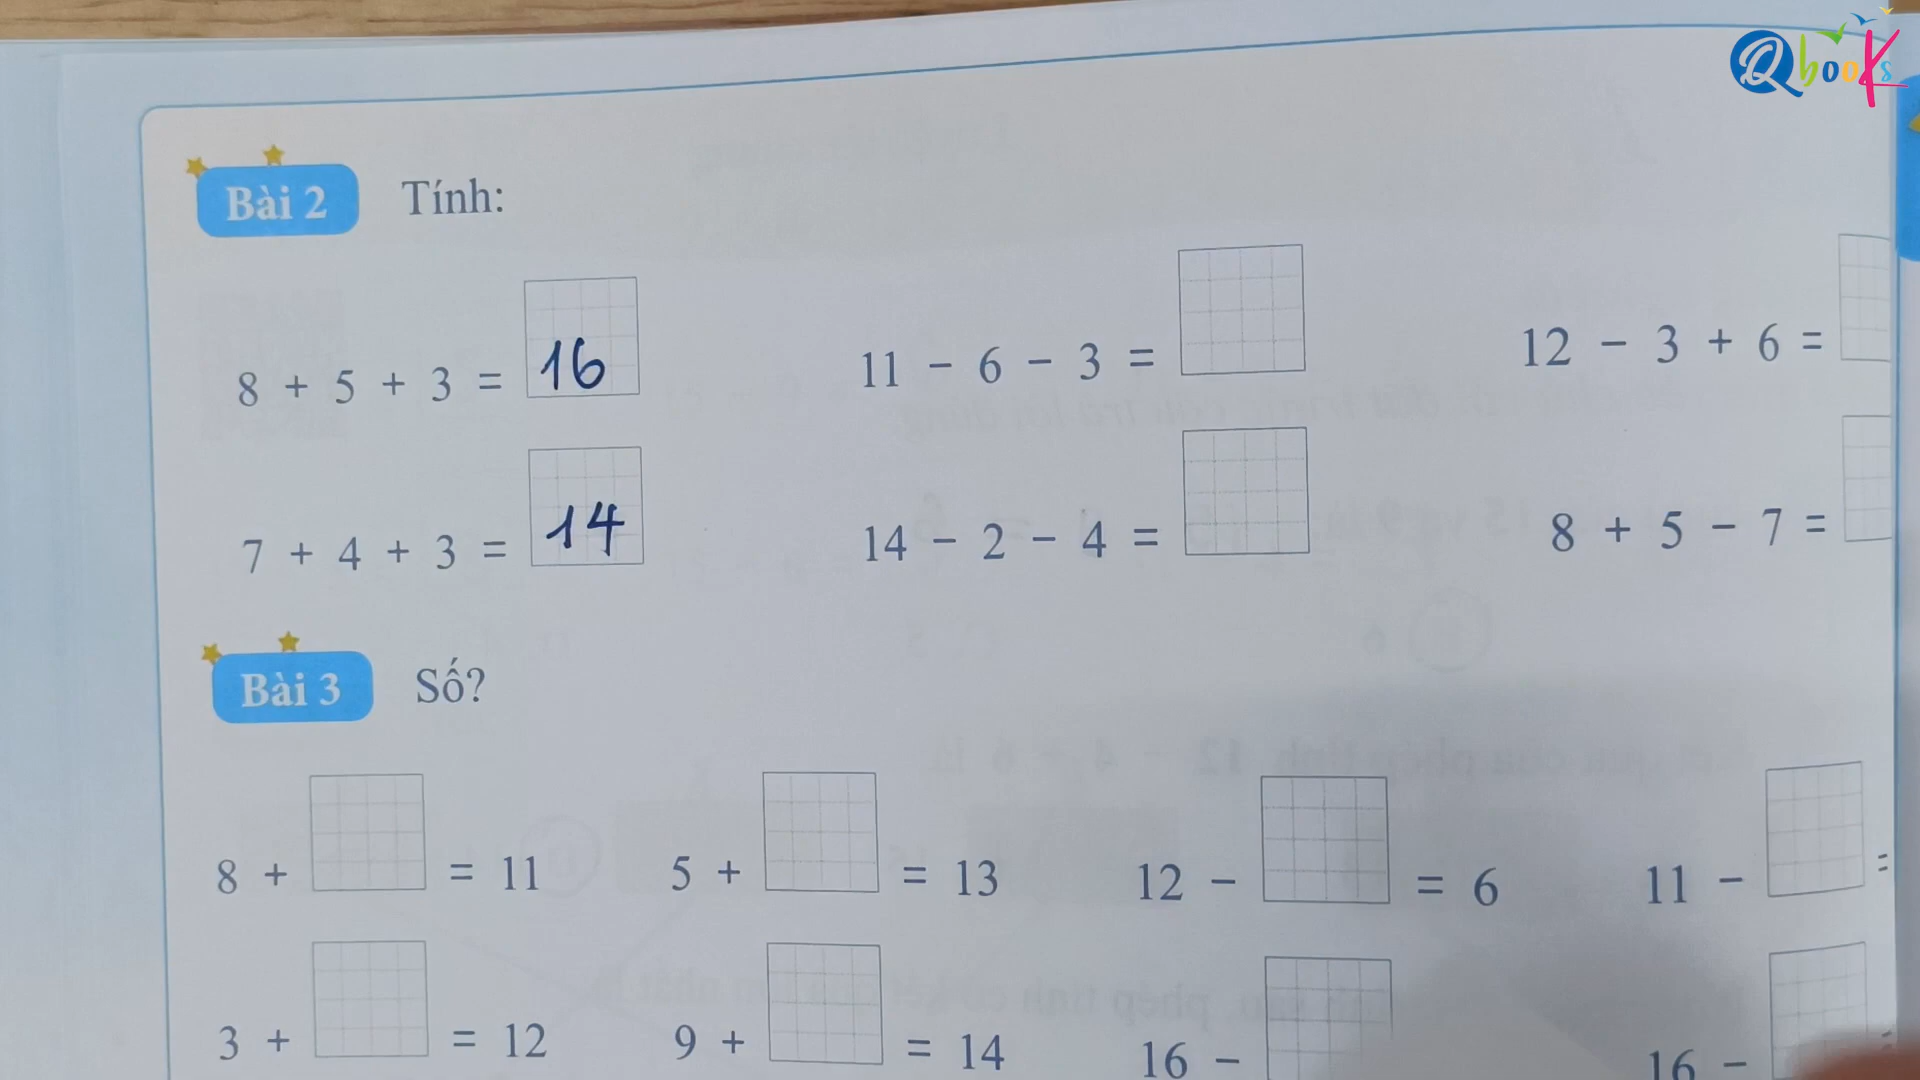 Qbooks
Bài 2 Tính:
8 + 5 + 3 = 16 11 - 6 - 3 = 12 - 3 + 6 =
7 + 4 + 3 = 14 14 - 2 - 4 = 8 + 5 - 7 =
Bài 3 Số?
8 + = 11 5 + = 13 12 - = 6 11 - =
3 + = 12 9 + = 14 16 - 16 -